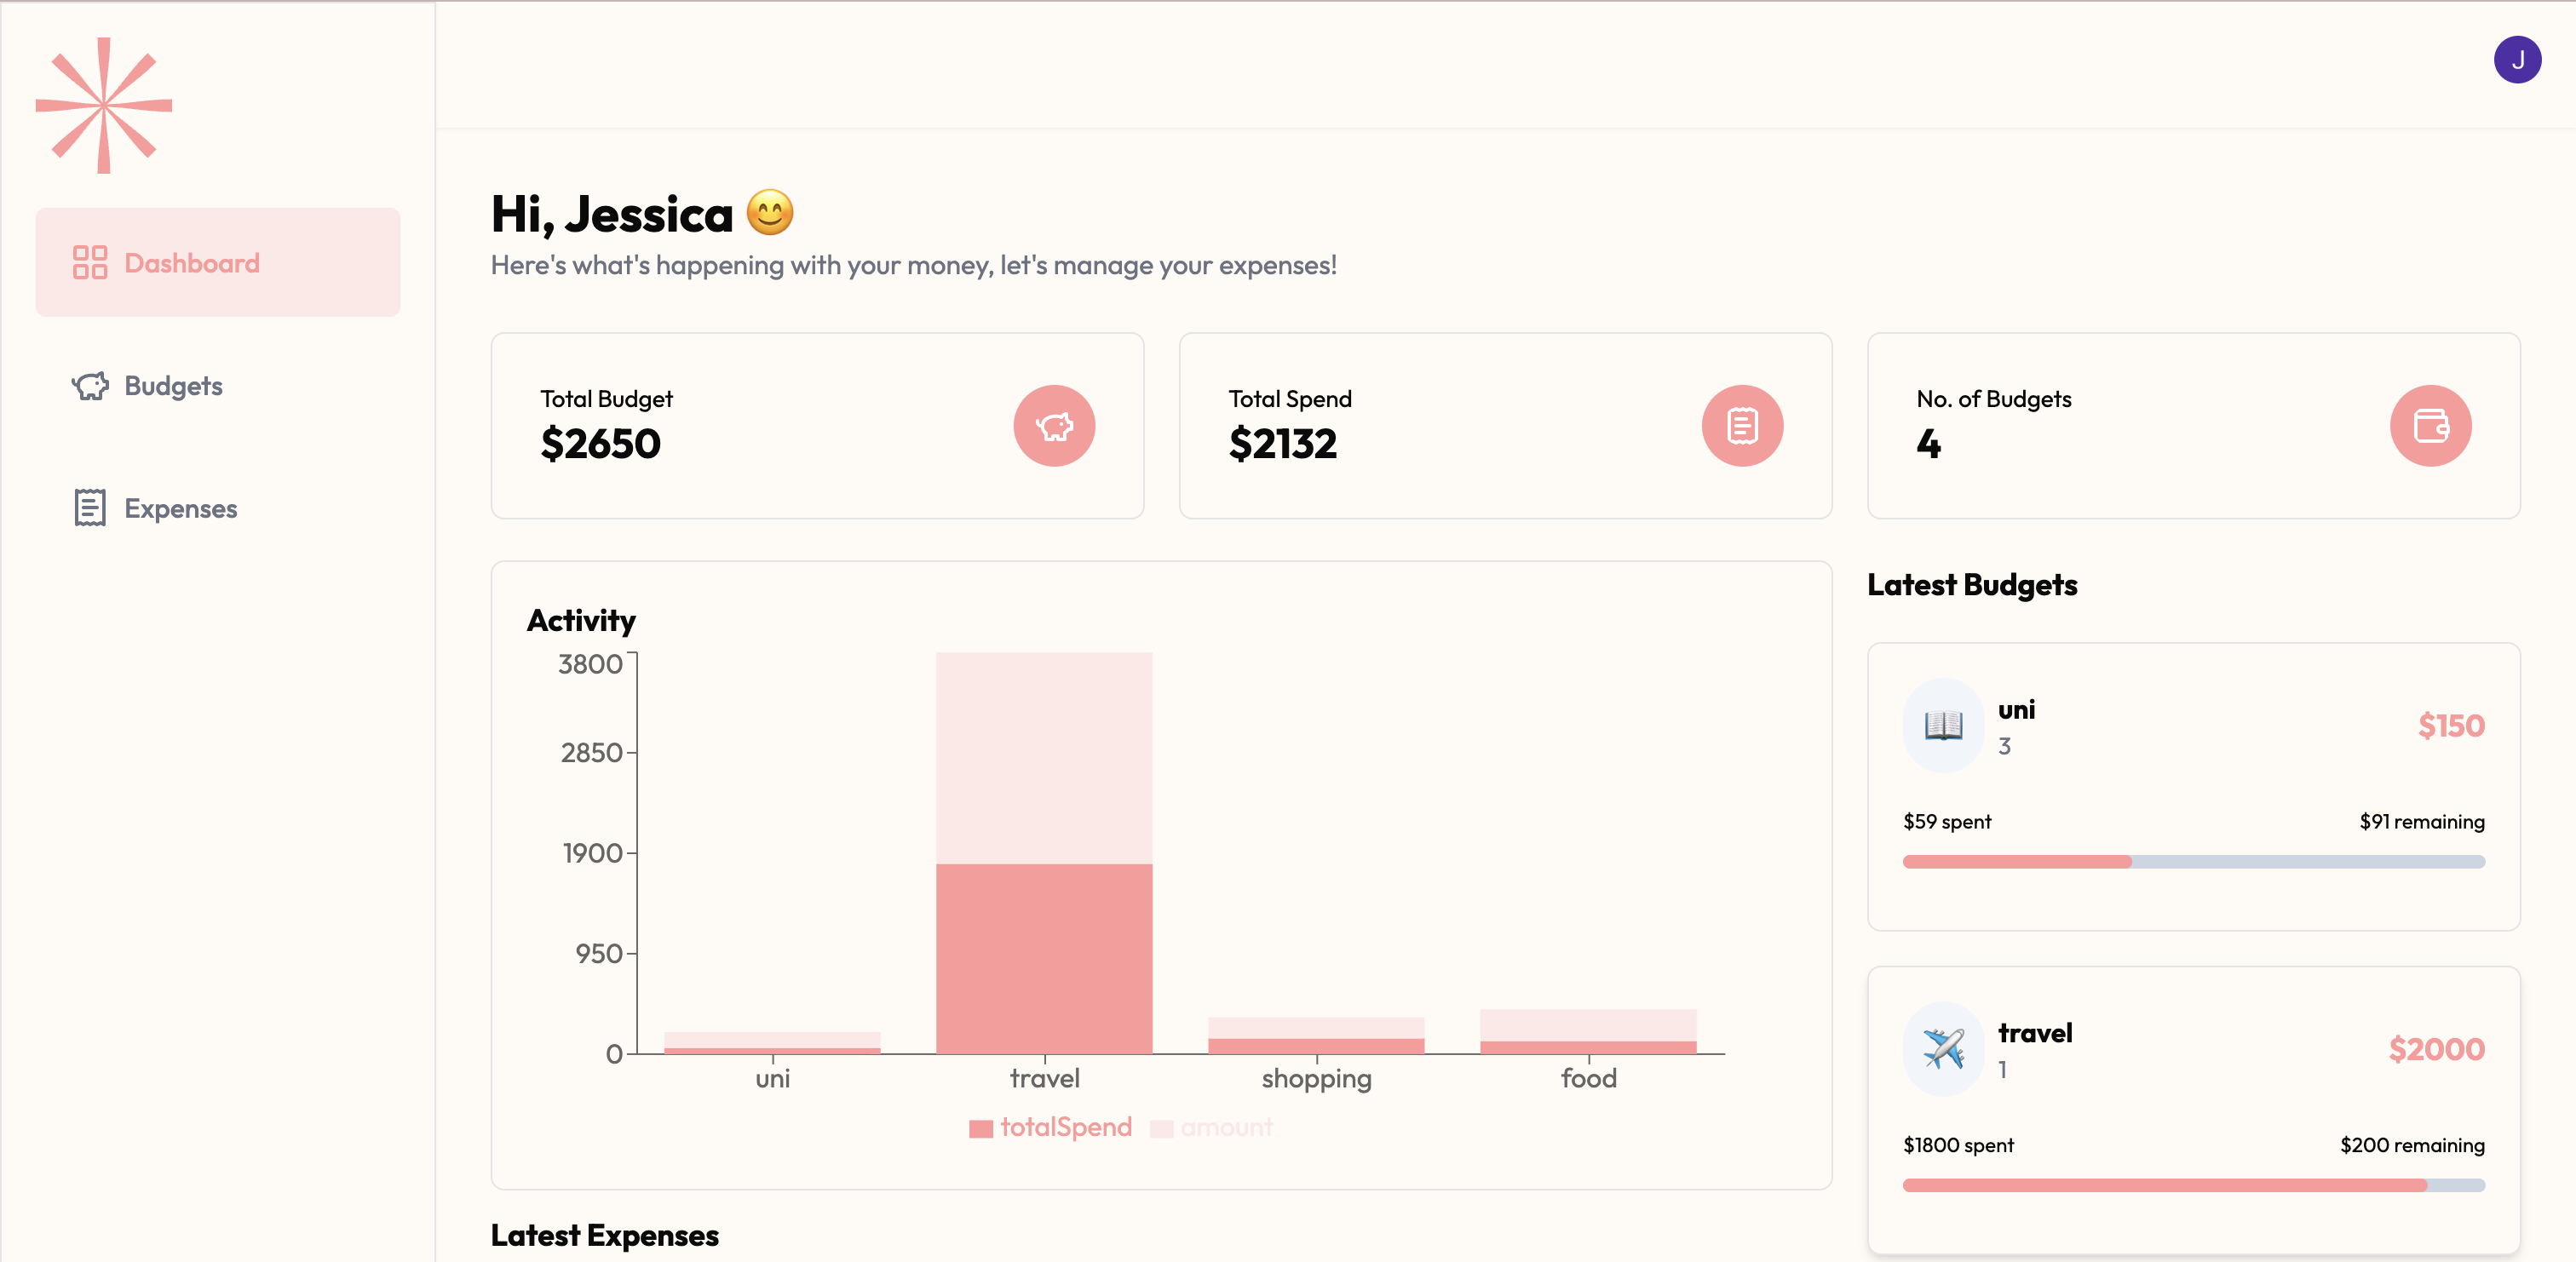 J
Dashboard
Budgets
Expenses
Hi, Jessica 😊
Here's what's happening with your money, let's manage your expenses!
Total Budget
$2650
Total Spend
$2132
No. of Budgets
4
Activity
3800
2850
1900
950
0
uni travel shopping food
totalSpend amount
Latest Expenses
Latest Budgets
uni
3
$150
$59 spent $91 remaining
travel
1
$2000
$1800 spent $200 remaining